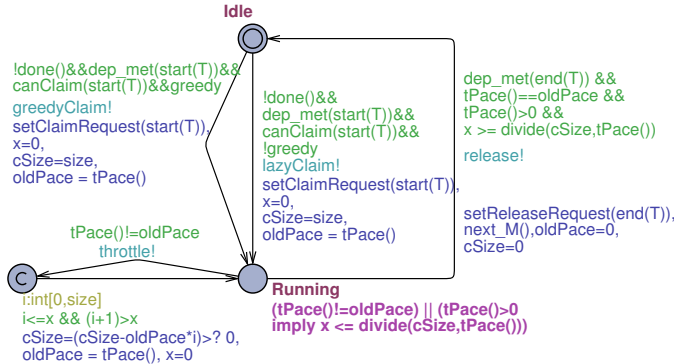 Idle
!done()&&dep_met(start(T))&&
canClaim(start(T))&&greedy
greedyClaim!
setClaimRequest(start(T)),
x=0,
cSize=size,
oldPace = tPace()
!done()&&
dep_met(start(T))&&
canClaim(start(T))&&
!greedy
lazyClaim!
setClaimRequest(start(T)),
x=0,
cSize=size,
oldPace = tPace()
dep_met(end(T)) &&
tPace()==oldPace &&
tPace()>0 &&
x >= divide(cSize,tPace())
release!
setReleaseRequest(end(T)),
next_M(),oldPace=0,
cSize=0
tPace()!=oldPace
throttle!
C
i:int[0,size]
i<=x && (i+1)>x
cSize=(cSize-oldPace*i)>? 0,
oldPace = tPace(), x=0
Running
(tPace()!=oldPace) || (tPace()>0
imply x <= divide(cSize,tPace()))